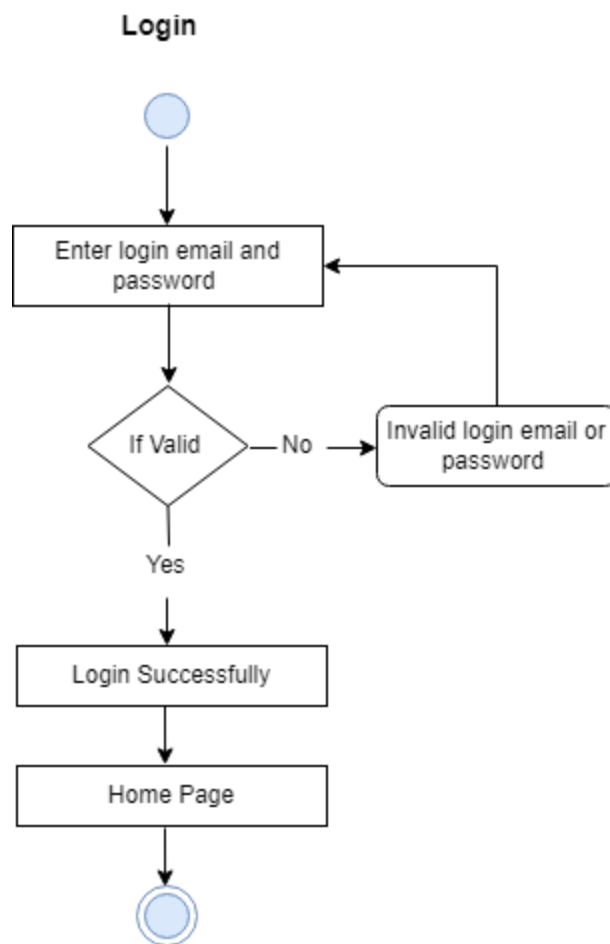 Login
Enter login email and
password
If Valid
No
Invalid login email or
password
Yes
Login Successfully
Home Page